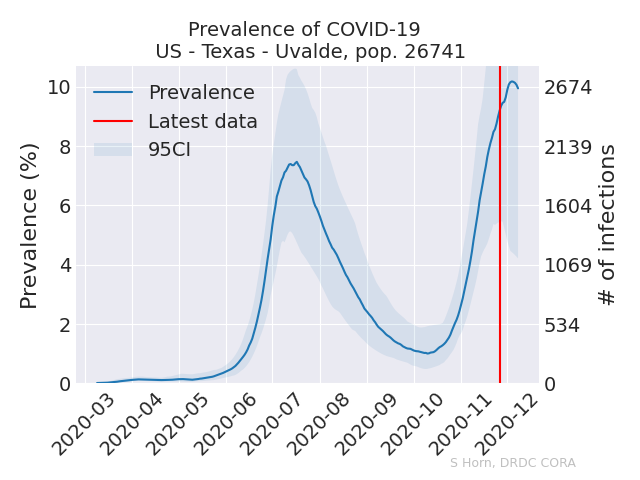 Prevalence of COVID-19
US - Texas - Uvalde, pop. 26741
Prevalence
Latest data
95CI
Prevalence (%)
10
8
6
4
2
0
2674
2139
1604
1069
534
0
# of infections
2020-03
2020-04
2020-05
2020-06
2020-07
2020-08
2020-09
2020-10
2020-11
2020-12
S Horn, DRDC CORA